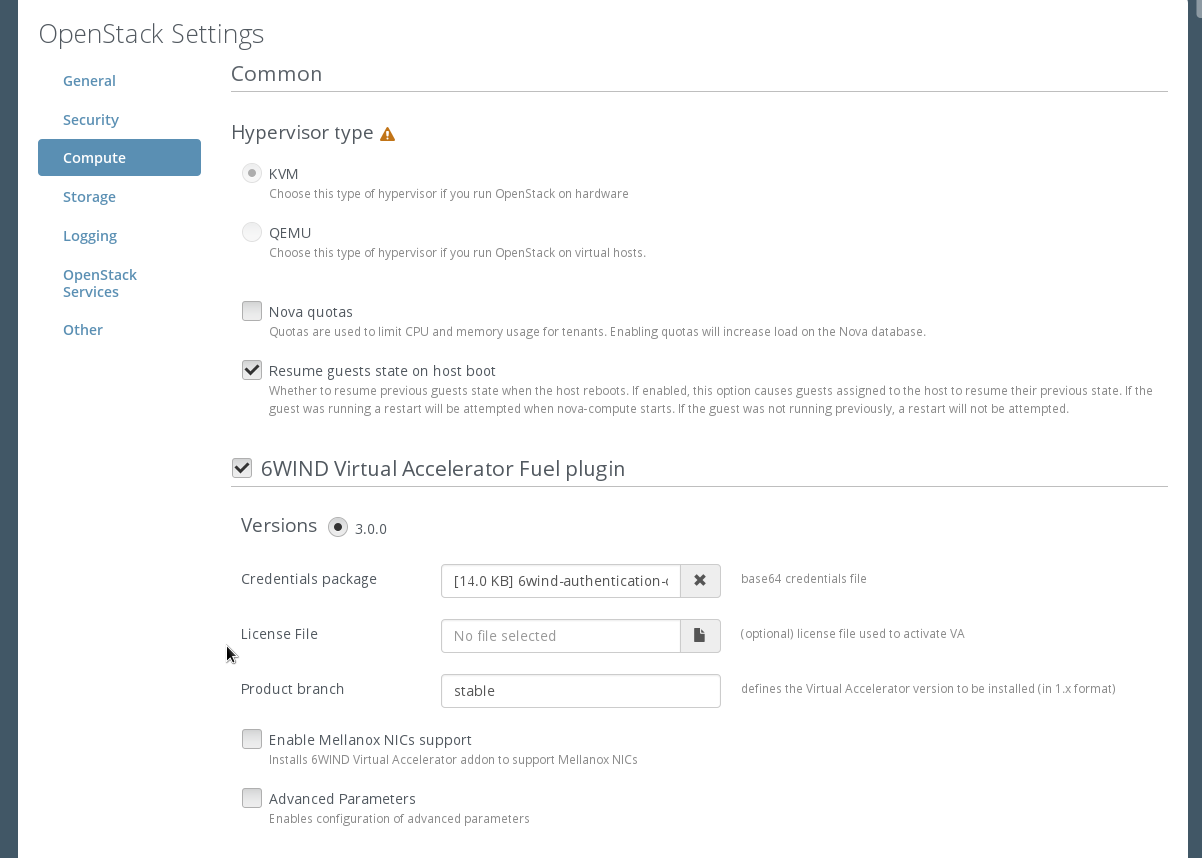 OpenStack Settings
General
Security
Compute
Storage
Logging
OpenStack
Services
Other
Common
Hypervisor type
KVM
Choose this type of hypervisor if you run OpenStack on hardware
QEMU
Choose this type of hypervisor if you run OpenStack on virtual hosts.
Nova quotas
Quotas are used to limit CPU and memory usage for tenants. Enabling quotas will increase load on the Nova database.
Resume guests state on host boot
Whether to resume previous guests state when the host reboots. If enabled, this option causes guests assigned to the host to resume their previous state. If the
guest was running a restart will be attempted when nova-compute starts. If the guest was not running previously, a restart will not be attempted.
6WIND Virtual Accelerator Fuel plugin
Versions 3.0.0
Credentials package [14.0 KB] 6wind-authentication- base64 credentials file
License File No file selected (optional) license file used to activate VA
Product branch stable defines the Virtual Accelerator version to be installed (in 1.x format)
Enable Mellanox NICs support
Installs 6WIND Virtual Accelerator addon to support Mellanox NICs
Advanced Parameters
Enables configuration of advanced parameters